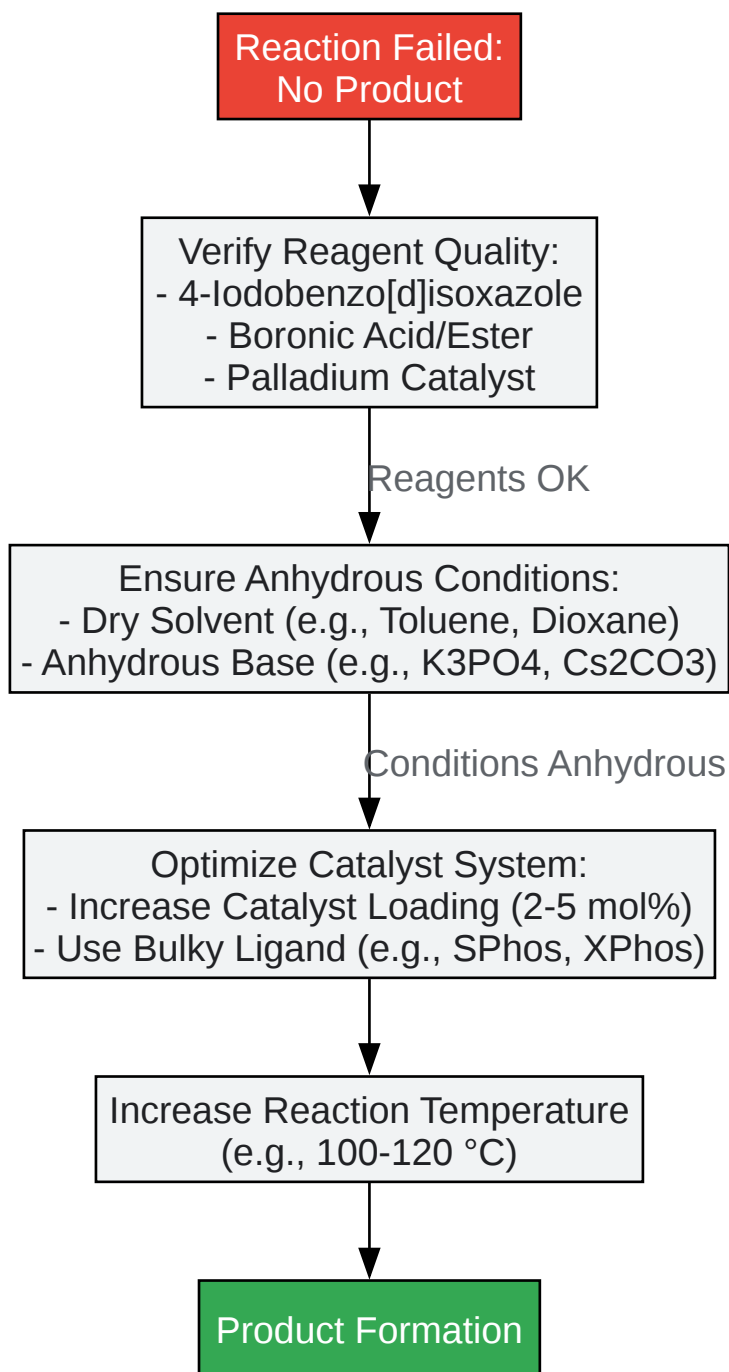 Reaction Failed:
No Product
Verify Reagent Quality:
- 4-Iodobenzo[d]isoxazole
- Boronic Acid/Ester
- Palladium Catalyst
Reagents OK
Ensure Anhydrous Conditions:
- Dry Solvent (e.g., Toluene, Dioxane)
- Anhydrous Base (e.g., K3PO4, Cs2CO3)
Conditions Anhydrous
Optimize Catalyst System:
- Increase Catalyst Loading (2-5 mol%)
- Use Bulky Ligand (e.g., SPhos, XPhos)
Increase Reaction Temperature
(e.g., 100-120 °C)
Product Formation